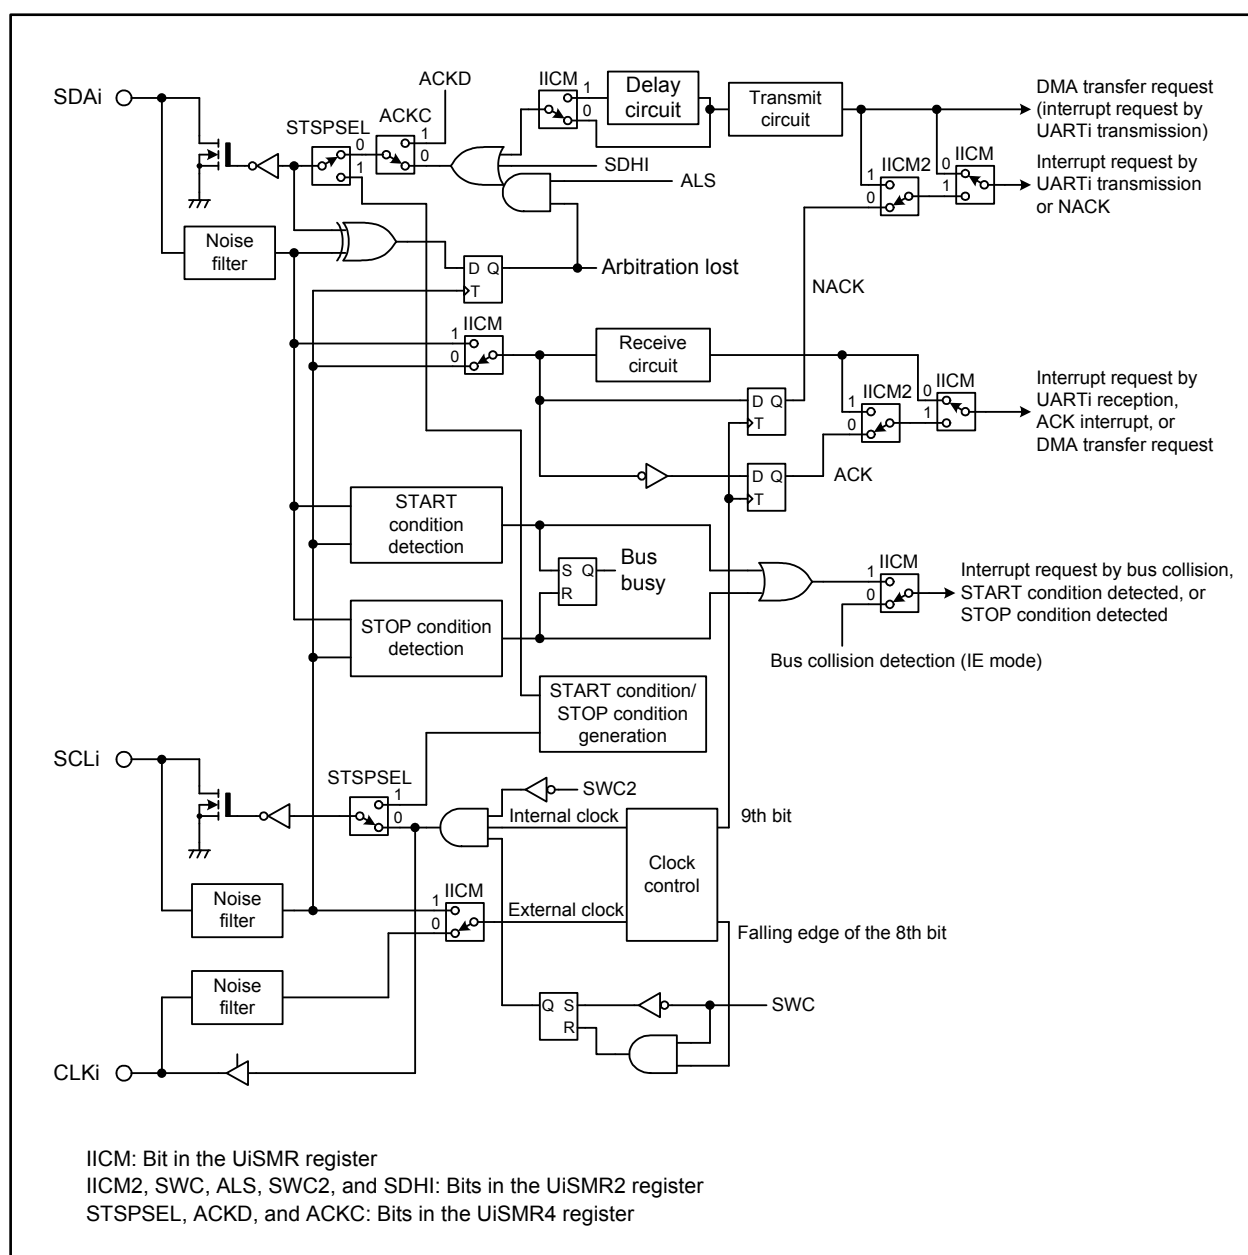 ACKD
IICM
1
0
Delay
circuit
Transmit
circuit
DMA transfer request
(interrupt request by
UARTi transmission)
SDAi
STSPSEL
0
1
ACKC
1
0
SDHI
ALS
IICM2
1
0
IICM
0
1
Interrupt request by
UARTi transmission
or NACK
Noise
filter
D Q
T
Arbitration lost
NACK
IICM
1
0
Receive
circuit
D Q
T
IICM2
1
0
IICM
0
1
Interrupt request by
UARTi reception,
ACK interrupt, or
DMA transfer request
D Q
T
ACK
START
condition
detection
S Q
R
Bus
busy
IICM
1
0
Interrupt request by bus collision,
START condition detected, or
STOP condition detected
STOP condition
detection
Bus collision detection (IE mode)
START condition/
STOP condition
generation
SCLi
STSPSEL
1
0
SWC2
Internal clock
9th bit
Clock
control
Noise
filter
IICM
1
0
External clock
Falling edge of the 8th bit
Noise
filter
Q S
R
SWC
CLKi
IICM: Bit in the UiSMR register
IICM2, SWC, ALS, SWC2, and SDHI: Bits in the UiSMR2 register
STSPSEL, ACKD, and ACKC: Bits in the UiSMR4 register